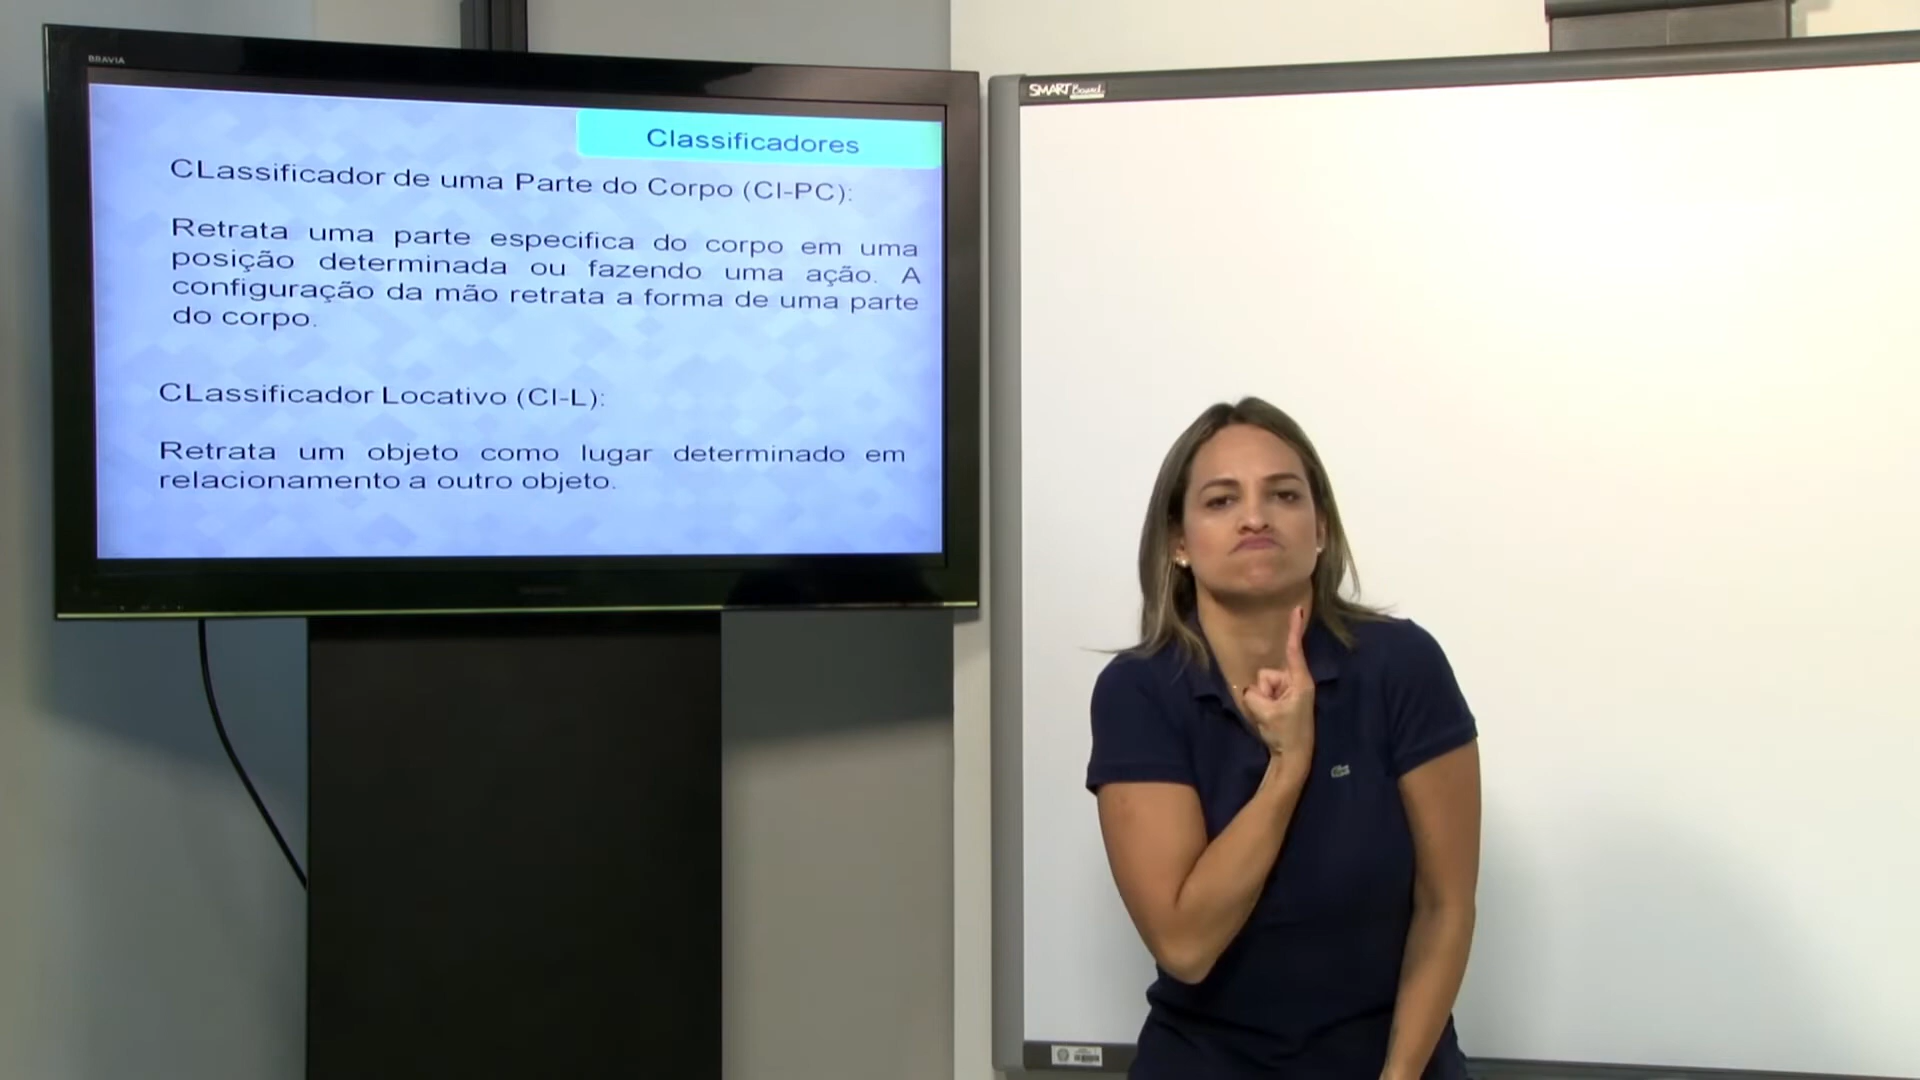 BRAVIA
Classificadores
CLassificador de uma Parte do Corpo (CI-PC):
Retrata uma parte especifica do corpo em uma
posição determinada ou fazendo uma ação. A
configuração da mão retrata a forma de uma parte
do corpo.
CLassificador Locativo (CI-L):
Retrata um objeto como lugar determinado em
relacionamento a outro objeto.
SMART Board